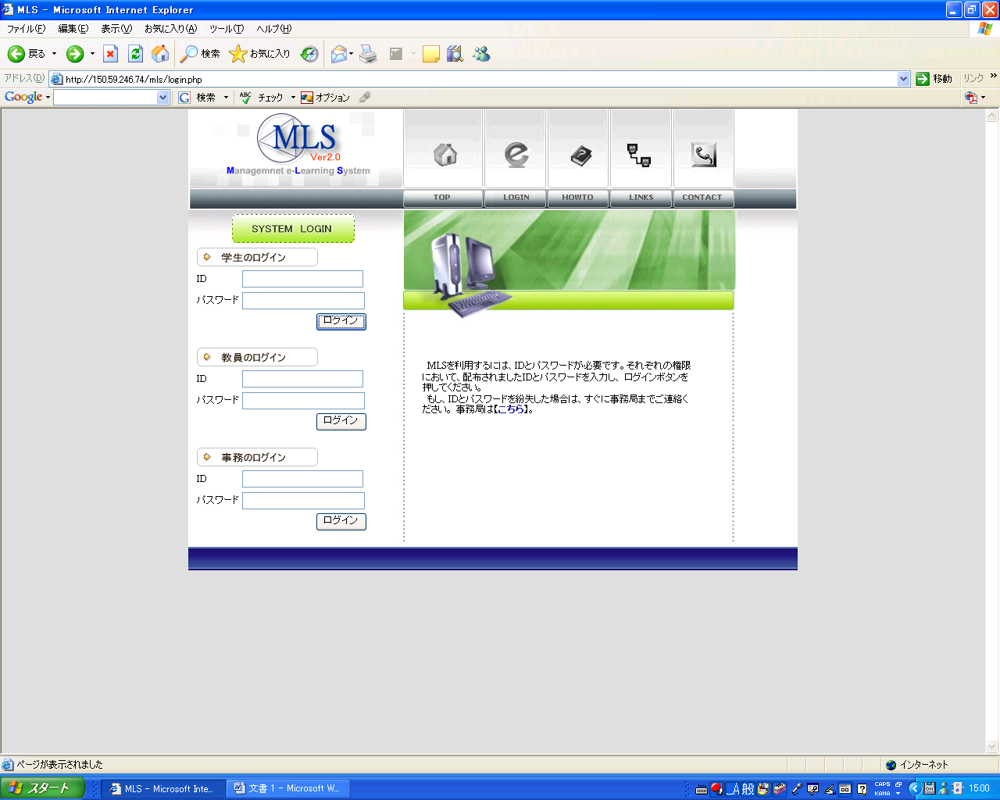 MLS - Microsoft Internet Explorer
ファイル(F) 編集(E) 表示(V) お気に入り(A) ツール(T) ヘルプ(H)
戻る 検索 お気に入り
アドレス(D) http://150.59.246.74/mls/login.php 移動 リンク »
Google G 検索 ABC チェック オプション
MLS
Ver2.0
Managemnet e-Learning System
TOP LOGIN HOWTO LINKS CONTACT
SYSTEM LOGIN
学生のログイン
ID
パスワード
ログイン
教員のログイン
ID
パスワード
ログイン
事務のログイン
ID
パスワード
ログイン
MLSを利用するには、IDとパスワードが必要です。それぞれの権限
において、配布されましたIDとパスワードを入力し、ログインボタンを
押してください。
もし、IDとパスワードを紛失した場合は、すぐに事務局までご連絡く
ださい。事務局は【こちら】。
ページが表示されました インターネット
スタート MLS - Microsoft Inte... 文書 1 - Microsoft W... A 般 CAPS KANA 15:00